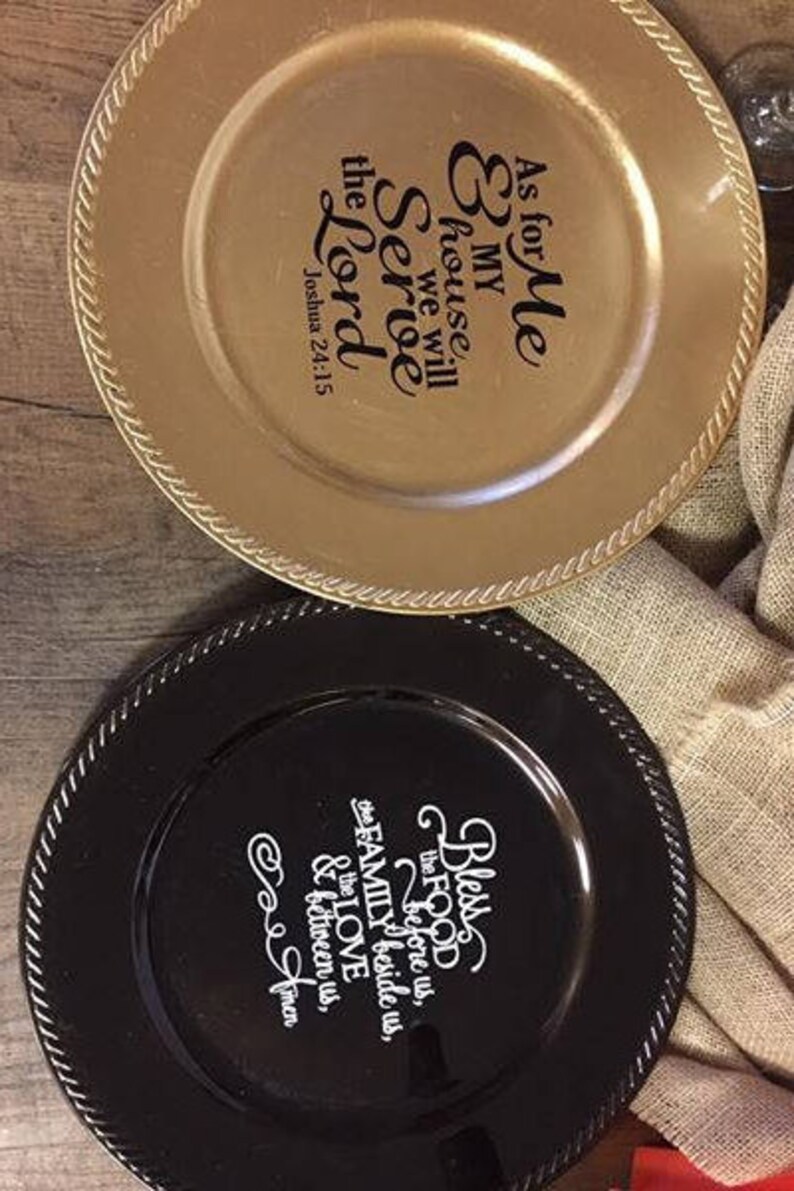 As for Me
& MY
house,
we will
Serve
the Lord
Joshua 24:15
Bless
the FOOD
before us,
the FAMILY beside us,
& the LOVE
between us,
Amen